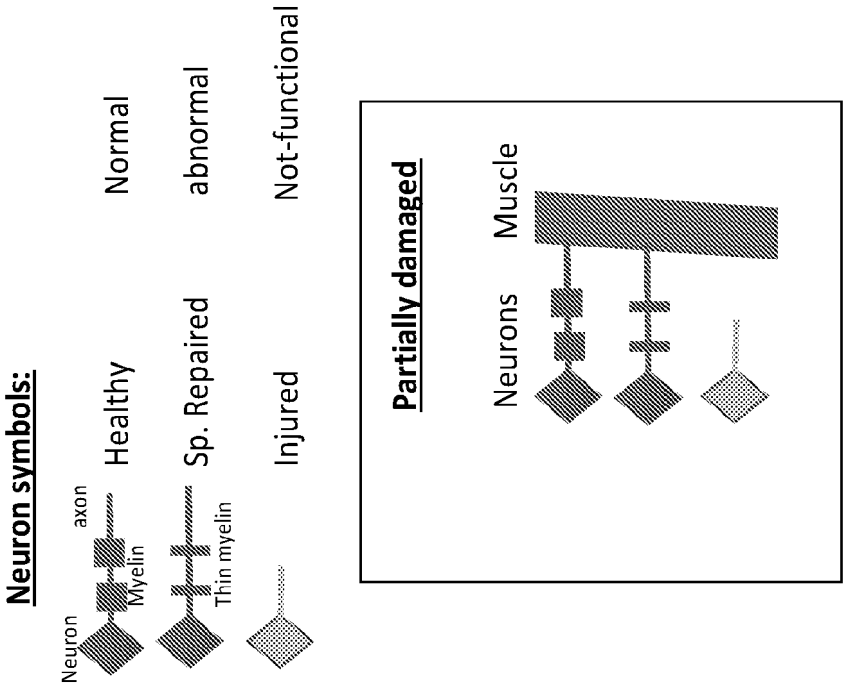 Neuron symbols:
Neuron
axon
Myelin
Healthy
Normal
Thin myelin
Sp. Repaired
abnormal
Injured
Not-functional
Partially damaged
Neurons
Muscle